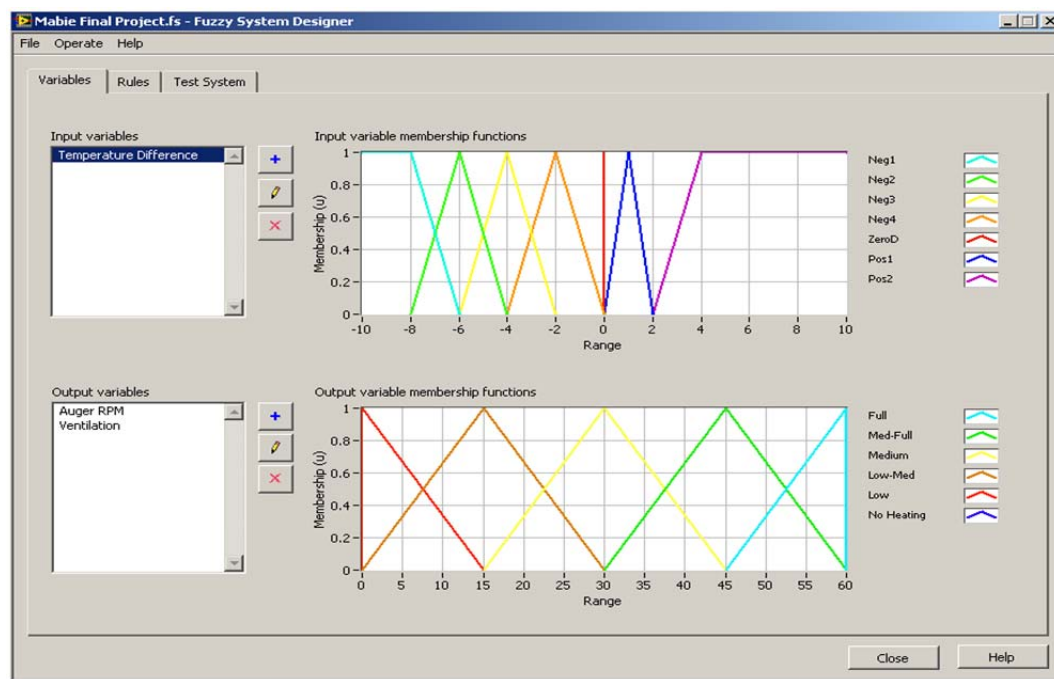 Mabie Final Project.fs - Fuzzy System Designer
File Operate Help
Variables Rules Test System
Input variables
Temperature Difference
Input variable membership functions
Membership (u)
1
0.8
0.6
0.4
0.2
0
-10 -8 -6 -4 -2 0 2 4 6 8 10
Range
Neg1
Neg2
Neg3
Neg4
ZeroD
Pos1
Pos2
Output variables
Auger RPM
Ventilation
Output variable membership functions
Membership (u)
1
0.8
0.6
0.4
0.2
0
0 5 10 15 20 25 30 35 40 45 50 55 60
Range
Full
Med-Full
Medium
Low-Med
Low
No Heating
Close Help